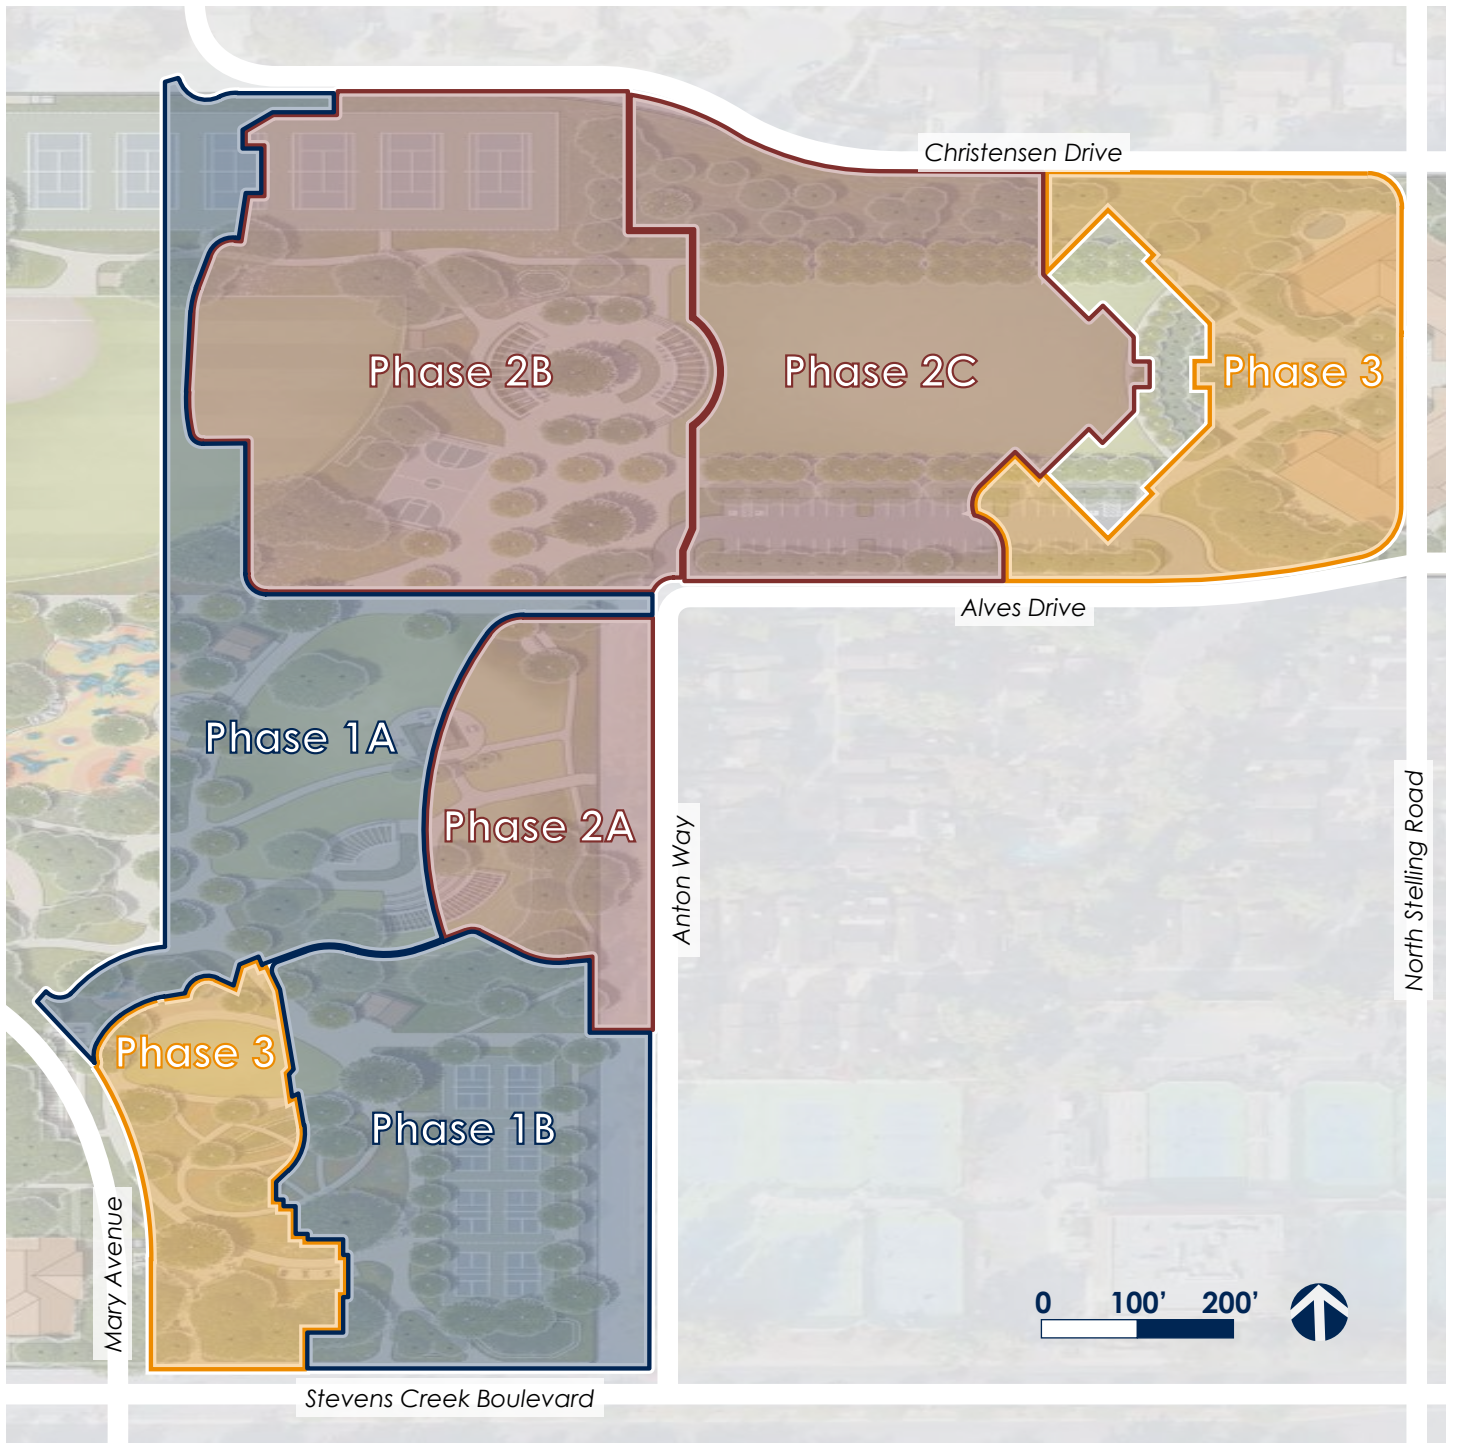 Christensen Drive
Phase 2B
Phase 2C
Phase 3
Alves Drive
Phase 1A
Phase 2A
Anton Way
North Stelling Road
Phase 3
Phase 1B
Mary Avenue
0 100' 200'
Stevens Creek Boulevard